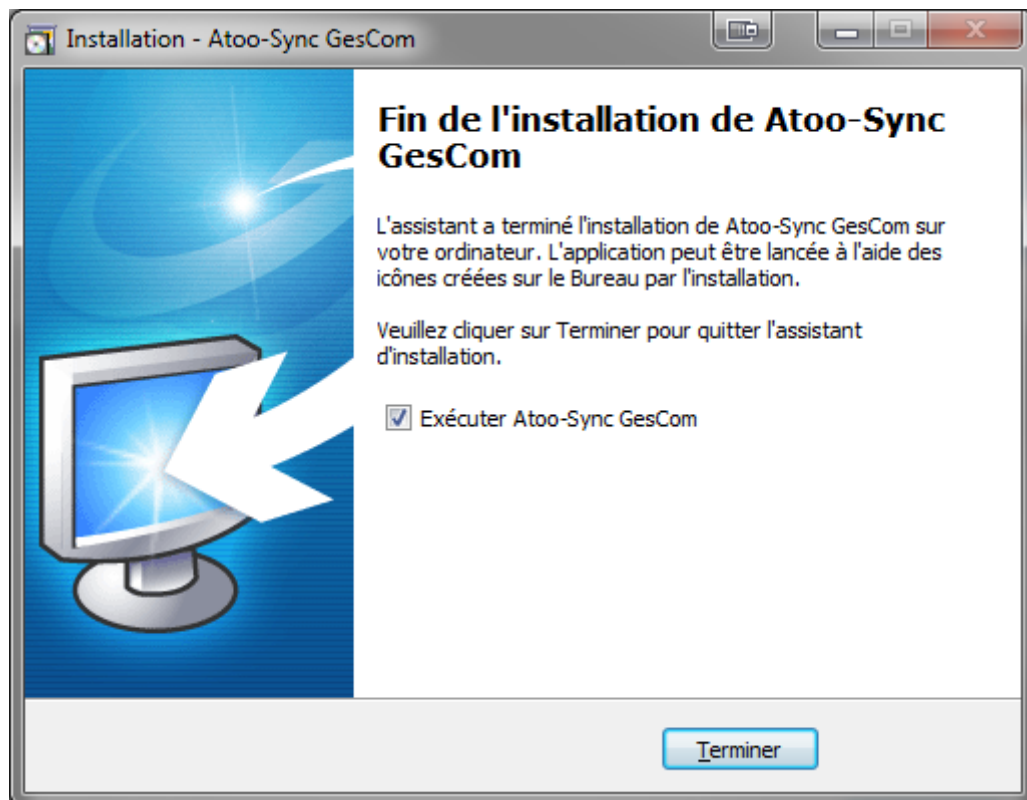 Installation - Atoo-Sync GesCom
Fin de l'installation de Atoo-Sync
GesCom
L'assistant a terminé l'installation de Atoo-Sync GesCom sur
votre ordinateur. L'application peut être lancée à l'aide des
icônes créées sur le Bureau par l'installation.
Veuillez cliquer sur Terminer pour quitter l'assistant
d'installation.
Exécuter Atoo-Sync GesCom
Terminer